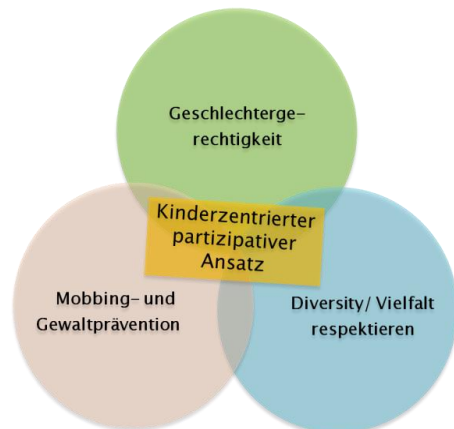 Geschlechterge-
rechtigkeit
Kinderzentrierter
partizipativer
Ansatz
Mobbing- und
Gewaltprävention
Diversity/ Vielfalt
respektieren